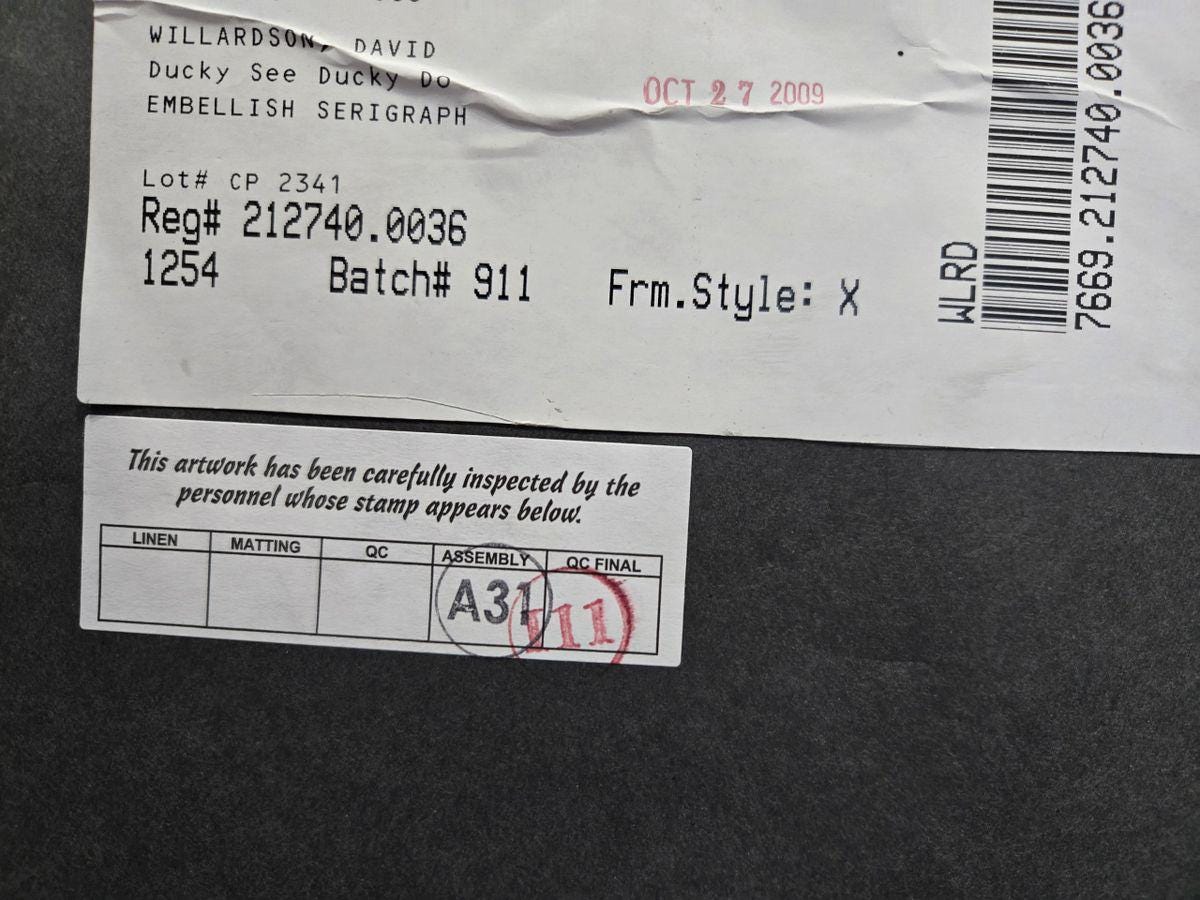 WILLARDSON, DAVID
Ducky See Ducky Do
EMBELLISH SERIGRAPH
OCT 27 2009
Lot# CP 2341
Reg# 212740.0036
1254 Batch# 911 Frm.Style: X
WLRD
7669.212740.0036
This artwork has been carefully inspected by the
personnel whose stamp appears below.
LINEN MATTING QC ASSEMBLY QC FINAL
A31 111